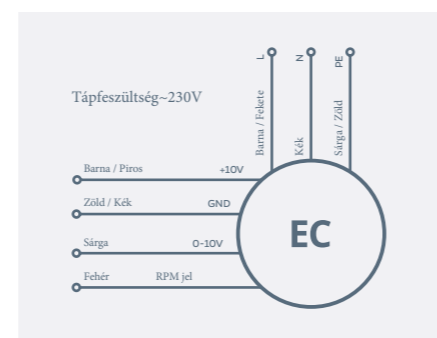 L N PE
Tápfeszültség~230V
Barna / Fekete
Kék
Sárga / Zöld
Barna / Piros +10V
Zöld / Kék GND
EC
Sárga 0-10V
Fehér RPM jel